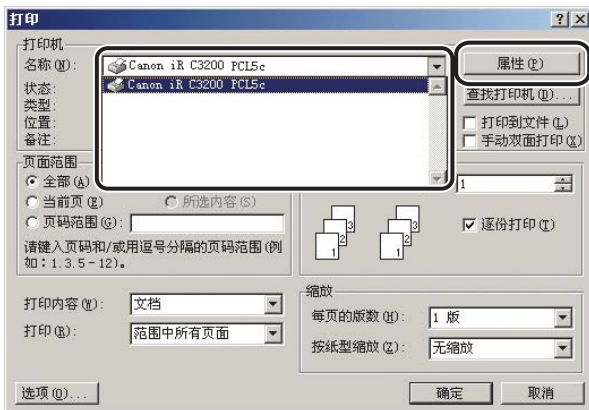 打印
打印机
名称(N):
Canon iR C3200 PCL5c
属性(P)
状态:
Canon iR C3200 PCL5c
查找打印机(D)...
类型:
位置:
打印到文件(L)
备注:
手动双面打印(X)
页面范围
全部(A)
1
当前页(E)
所选内容(S)
页码范围(G):
逐份打印(T)
请键入页码和/或用逗号分隔的页码范围(例
如:1.3.5-12)。
1
2
3
1
2
3
缩放
打印内容(W):
文档
每页的版数(H):
1 版
打印(R):
范围中所有页面
按纸型缩放(Z):
无缩放
选项(O)...
确定
取消